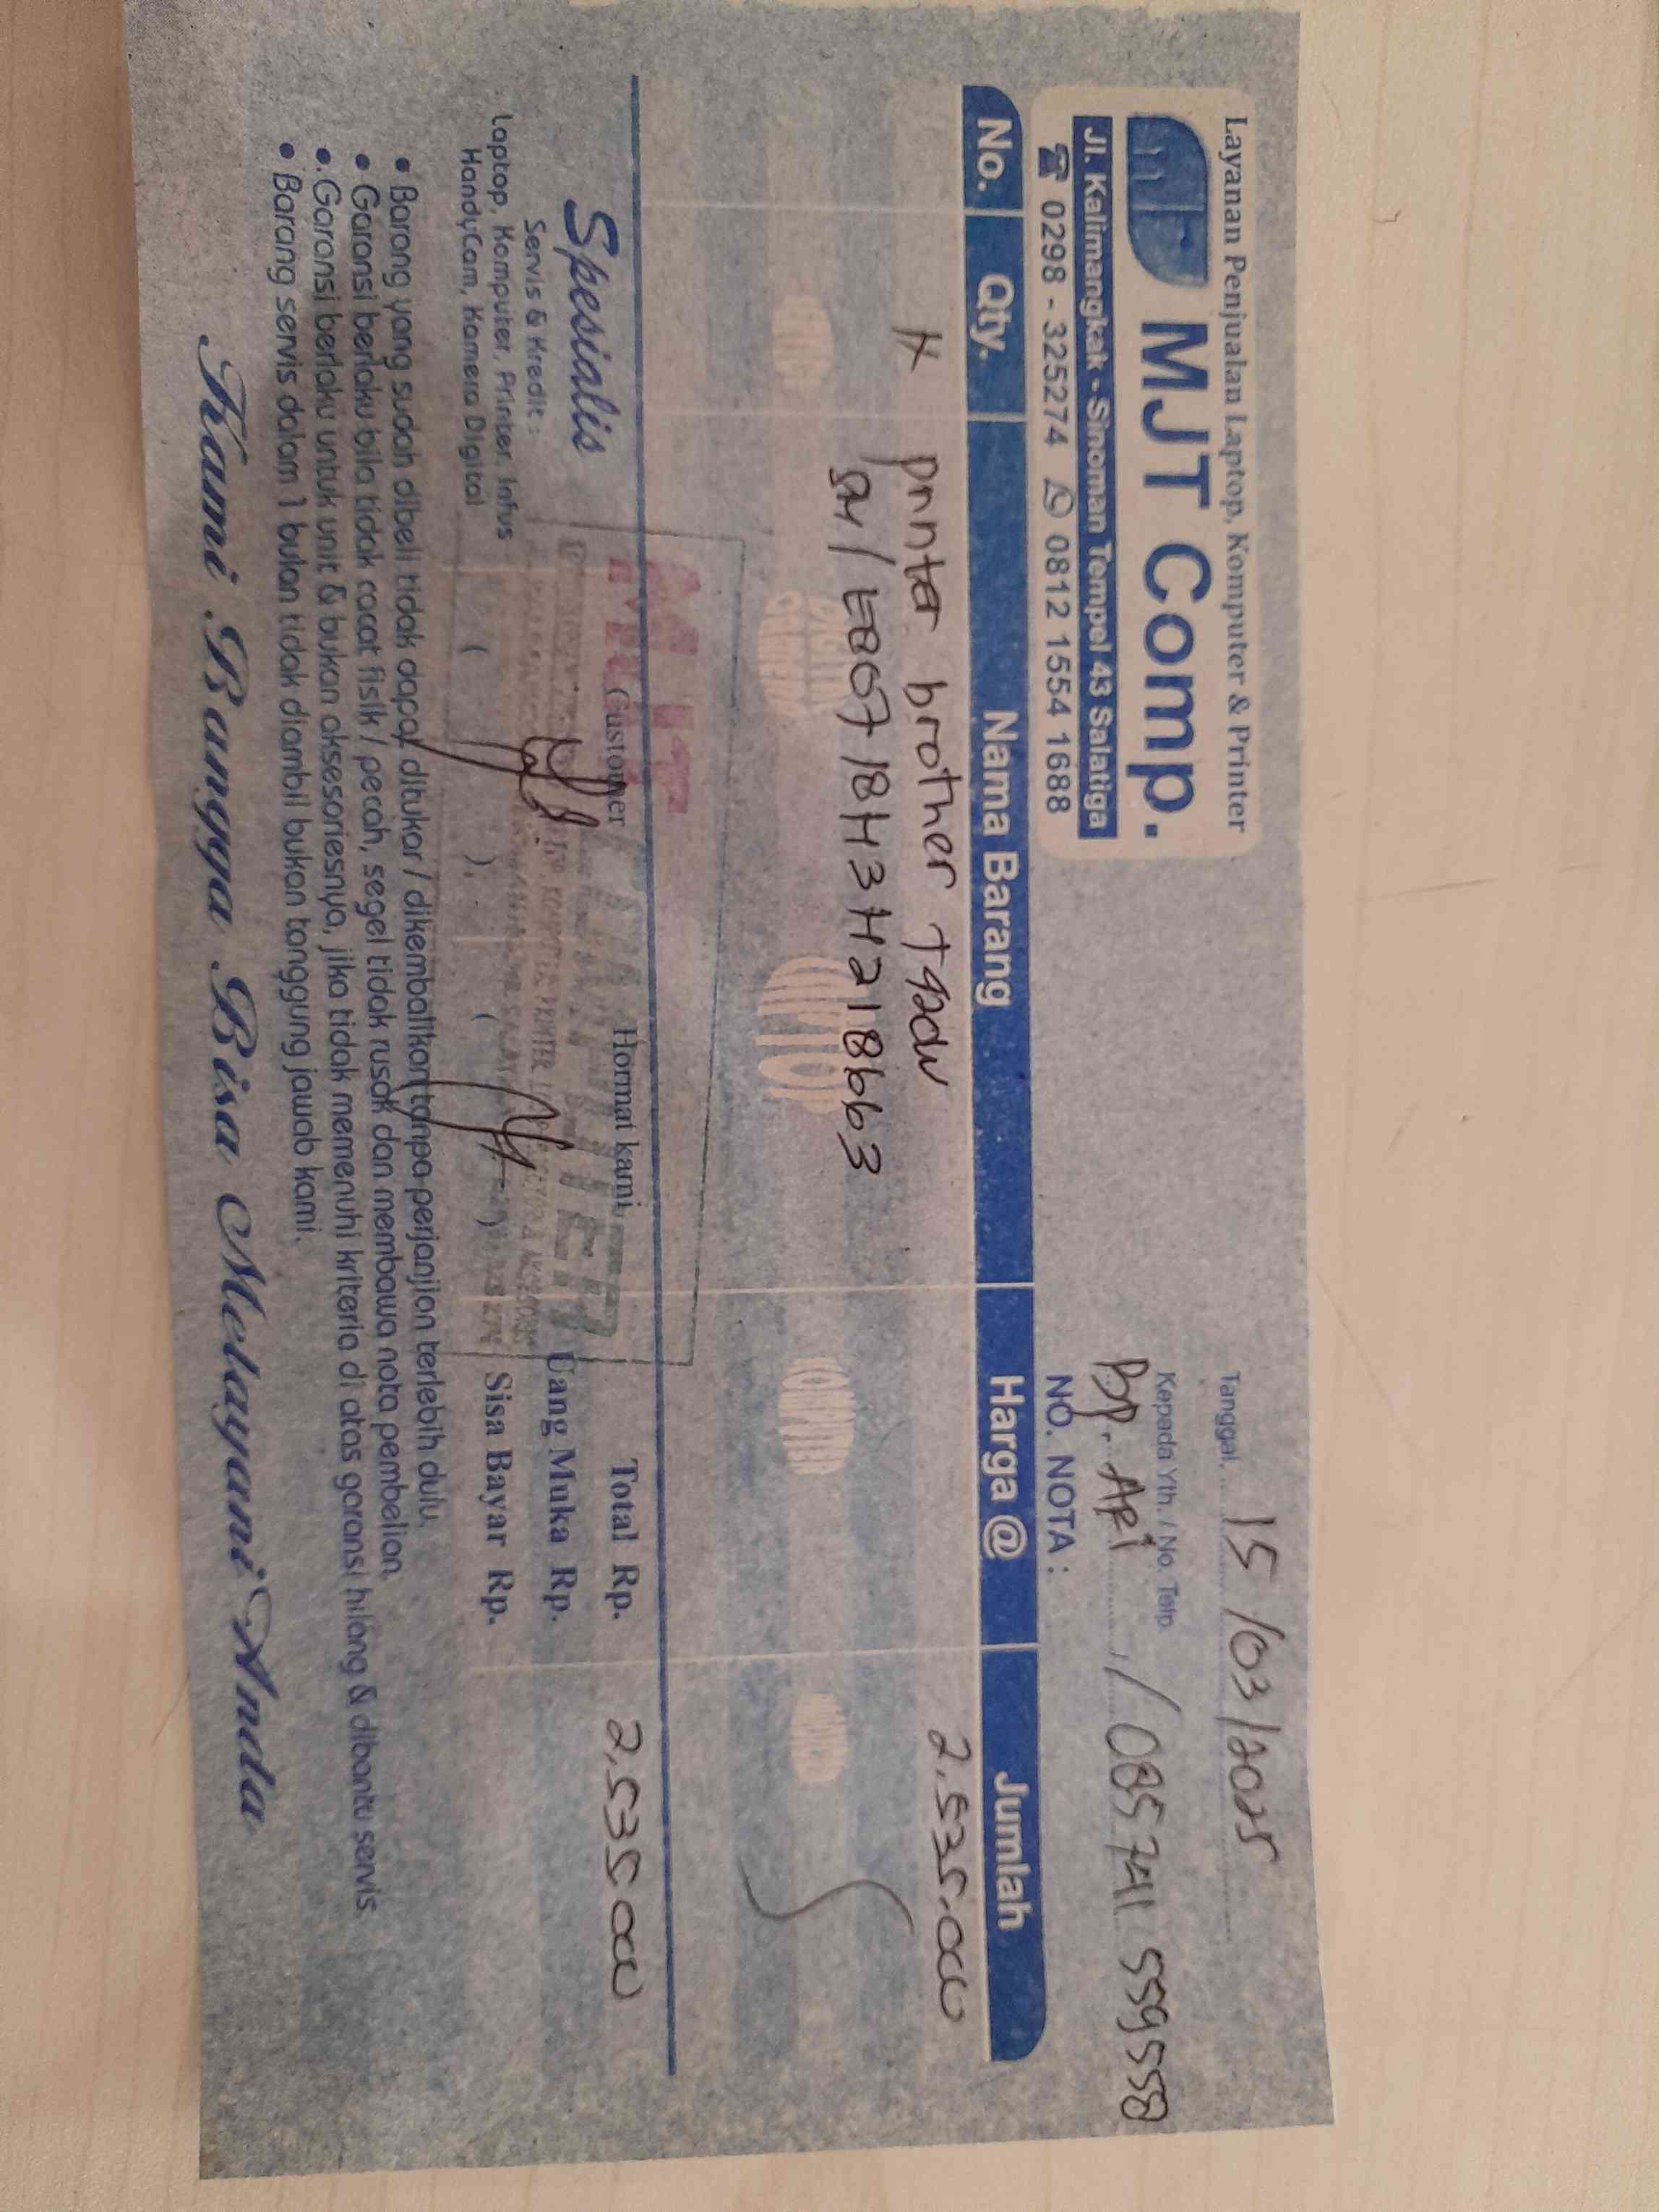 Layanan Penjualan Laptop, Komputer & Printer
MJT Comp.
Jl. Kalimangkak - Sinoman Tempel 43 Salatiga
0298 - 325274 0812 1554 1688
Tanggal. 15/03/2025
Kepada Yth. / No. Telp.
Bp. Api / 085 741 559558
NO. NOTA :
No. Qty. Nama Barang Harga @ Jumlah
printer brother T420W 2.535.000
SN / E80718H3H218663
LAPTOP
Spesialis
Servis & Kredit :
Laptop, Komputer, Printer, Infus
HandyCam, Kamera Digital
MJT
Customer
( ).
Hormat kami,
( )
Total Rp. 2.535.000
Uang Muka Rp.
Sisa Bayar Rp.
• Barang yang sudah dibeli tidak dapat ditukar / dikembalikan tanpa perjanjian terlebih dulu.
• Garansi berlaku bila tidak cacat fisik / pecah, segel tidak rusak dan membawa nota pembelian.
• Garansi berlaku untuk unit & bukan aksesoriesnya, jika tidak memenuhi kriteria di atas garansi hilang & dibantu servis
• Barang servis dalam 1 bulan tidak diambil bukan tanggung jawab kami.
Kami Bangga Bisa Melayani Anda